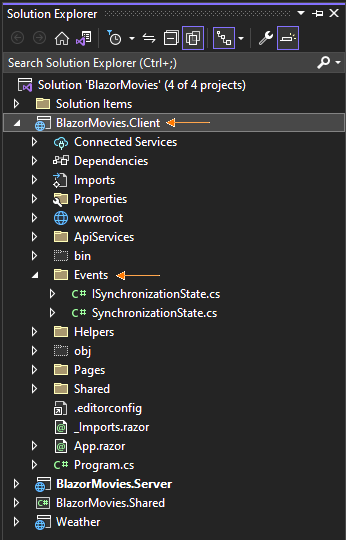 Solution Explorer
Search Solution Explorer (Ctrl+;)
Solution 'BlazorMovies' (4 of 4 projects)
Solution Items
BlazorMovies.Client
Connected Services
Dependencies
Imports
Properties
wwwroot
ApiServices
bin
Events
C# ISynchronizationState.cs
C# SynchronizationState.cs
Helpers
obj
Pages
Shared
.editorconfig
_Imports.razor
App.razor
C# Program.cs
BlazorMovies.Server
C# BlazorMovies.Shared
Weather